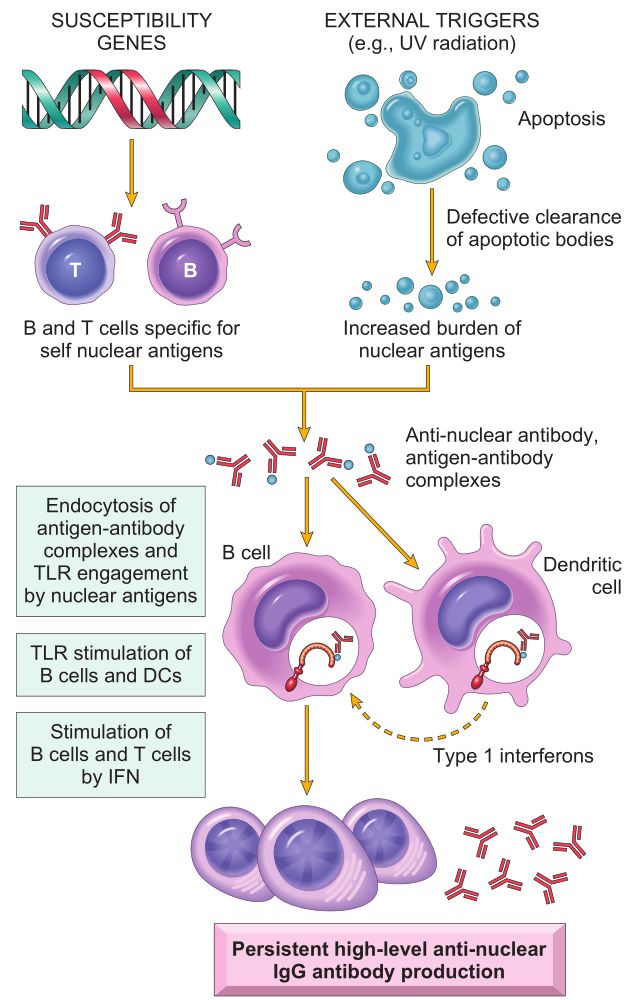 SUSCEPTIBILITY
GENES
EXTERNAL TRIGGERS
(e.g., UV radiation)
Apoptosis
Defective clearance
of apoptotic bodies
T
B
B and T cells specific for
self nuclear antigens
Increased burden of
nuclear antigens
Anti-nuclear antibody,
antigen-antibody
complexes
Endocytosis of
antigen-antibody
complexes and
TLR engagement
by nuclear antigens
B cell
Dendritic
cell
TLR stimulation of
B cells and DCs
Stimulation of
B cells and T cells
by IFN
Type 1 interferons
Persistent high-level anti-nuclear
IgG antibody production